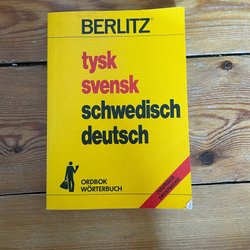 BERLITZ®
tysk
svensk
schwedisch
deutsch
ORDBOK
WÖRTERBUCH